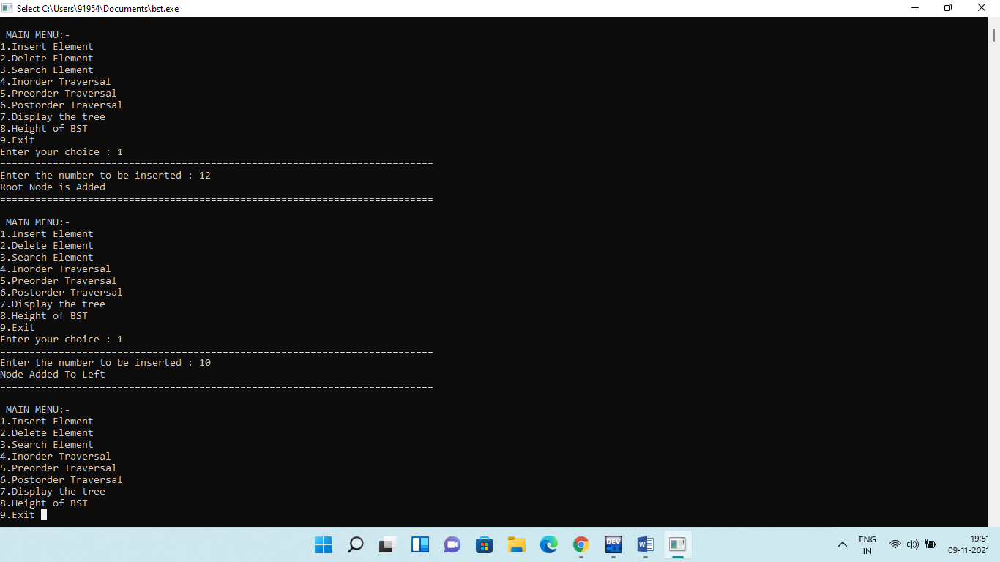 Select C:\Users\91954\Documents\bst.exe
MAIN MENU:-
1.Insert Element
2.Delete Element
3.Search Element
4.Inorder Traversal
5.Preorder Traversal
6.Postorder Traversal
7.Display the tree
8.Height of BST
9.Exit
Enter your choice : 1
==========================================================================
Enter the number to be inserted : 12
Root Node is Added
==========================================================================
MAIN MENU:-
1.Insert Element
2.Delete Element
3.Search Element
4.Inorder Traversal
5.Preorder Traversal
6.Postorder Traversal
7.Display the tree
8.Height of BST
9.Exit
Enter your choice : 1
==========================================================================
Enter the number to be inserted : 10
Node Added To Left
==========================================================================
MAIN MENU:-
1.Insert Element
2.Delete Element
3.Search Element
4.Inorder Traversal
5.Preorder Traversal
6.Postorder Traversal
7.Display the tree
8.Height of BST
9.Exit
DEV
W
ENG
IN
19:51
09-11-2021